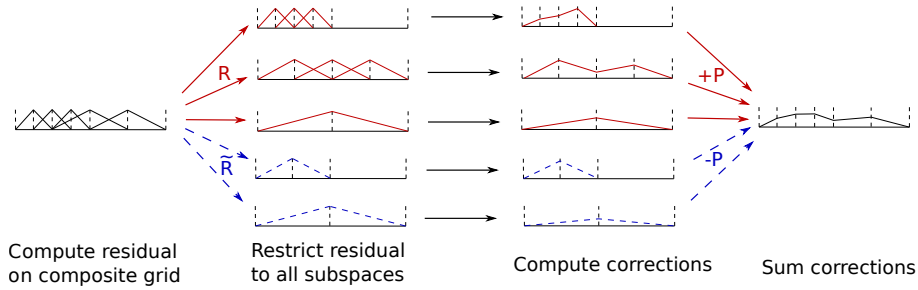 R
+P
R̃
-P
Compute residual
on composite grid
Restrict residual
to all subspaces
Compute corrections
Sum corrections